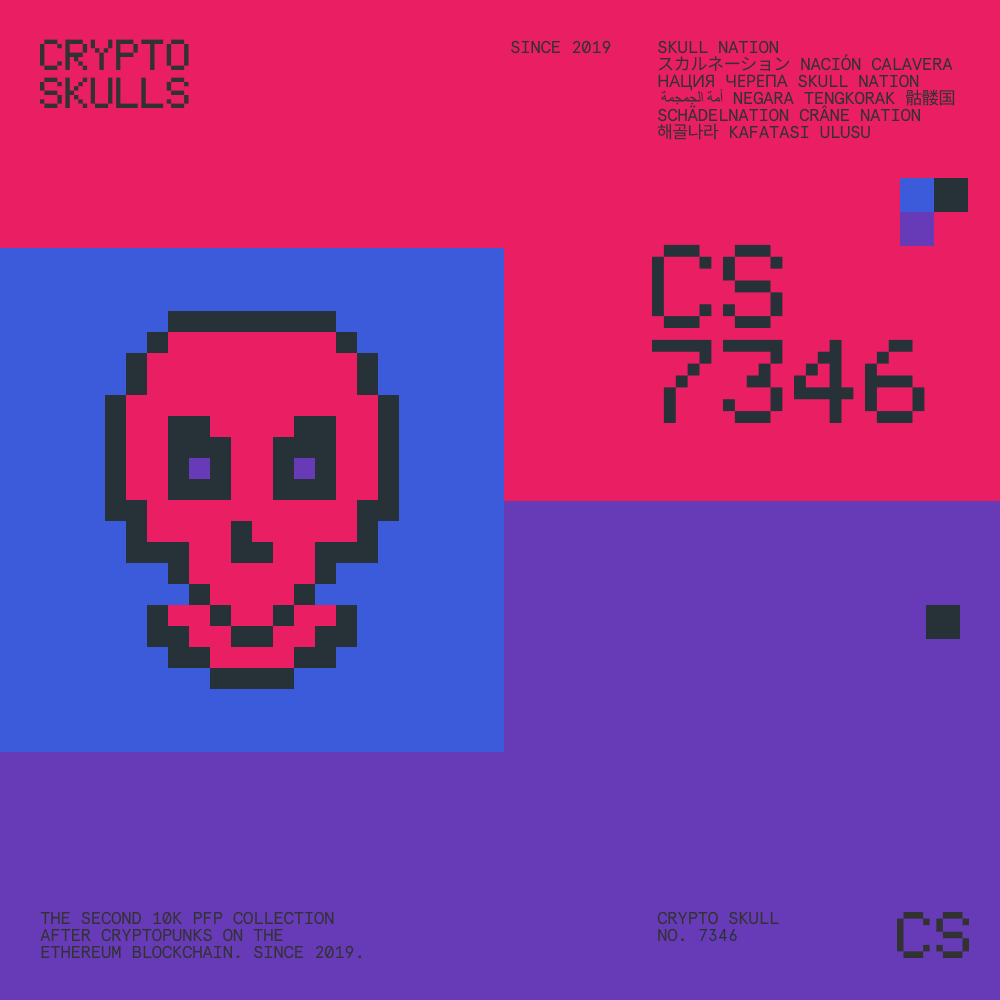 CRYPTO
SKULLS
SINCE 2019
SKULL NATION
スカルネーション NACIÓN CALAVERA
НАЦИЯ ЧЕРЕПА SKULL NATION
أمة الجمجمة NEGARA TENGKORAK 骷髅国
SCHÄDELNATION CRÂNE NATION
해골나라 KAFATASI ULUSU
CS
7346
THE SECOND 10K PFP COLLECTION
AFTER CRYPTOPUNKS ON THE
ETHEREUM BLOCKCHAIN. SINCE 2019.
CRYPTO SKULL
NO. 7346
CS